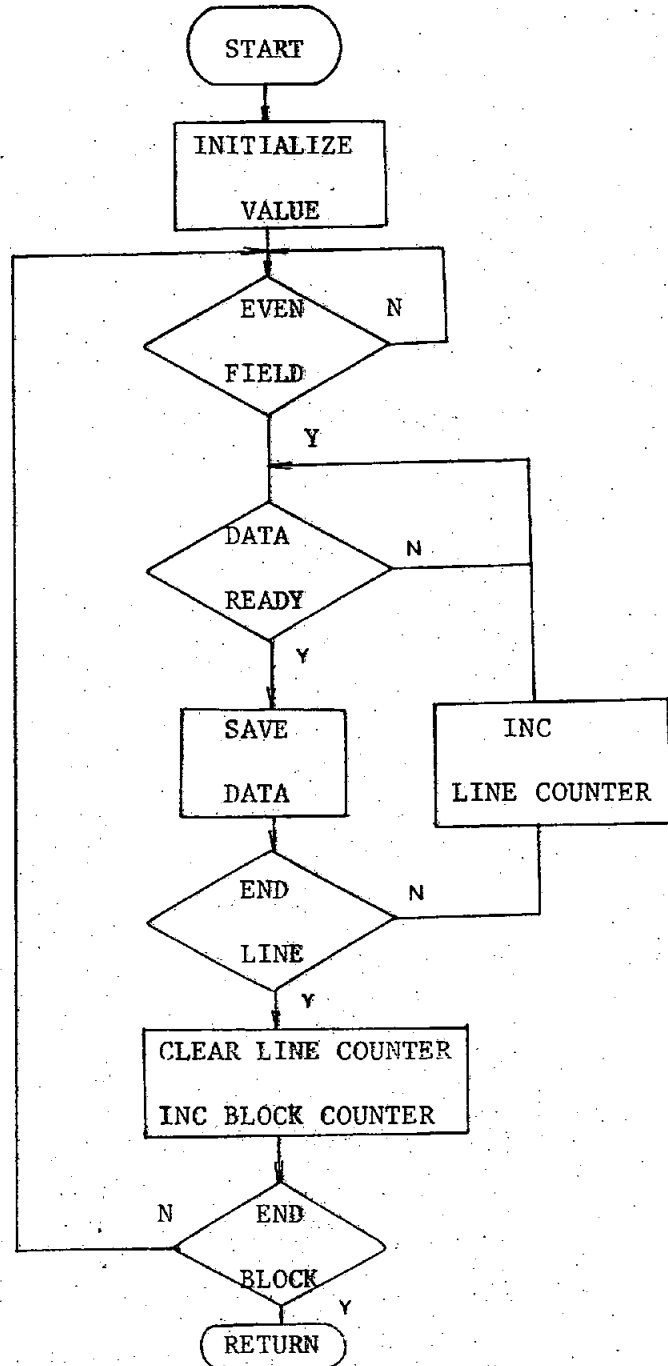 START
INITIALIZE
VALUE
EVEN
N
FIELD
Y
DATA
N
READY
Y
SAVE
INC
DATA
LINE COUNTER
END
N
LINE
Y
CLEAR LINE COUNTER
INC BLOCK COUNTER
N
END
BLOCK
Y
RETURN